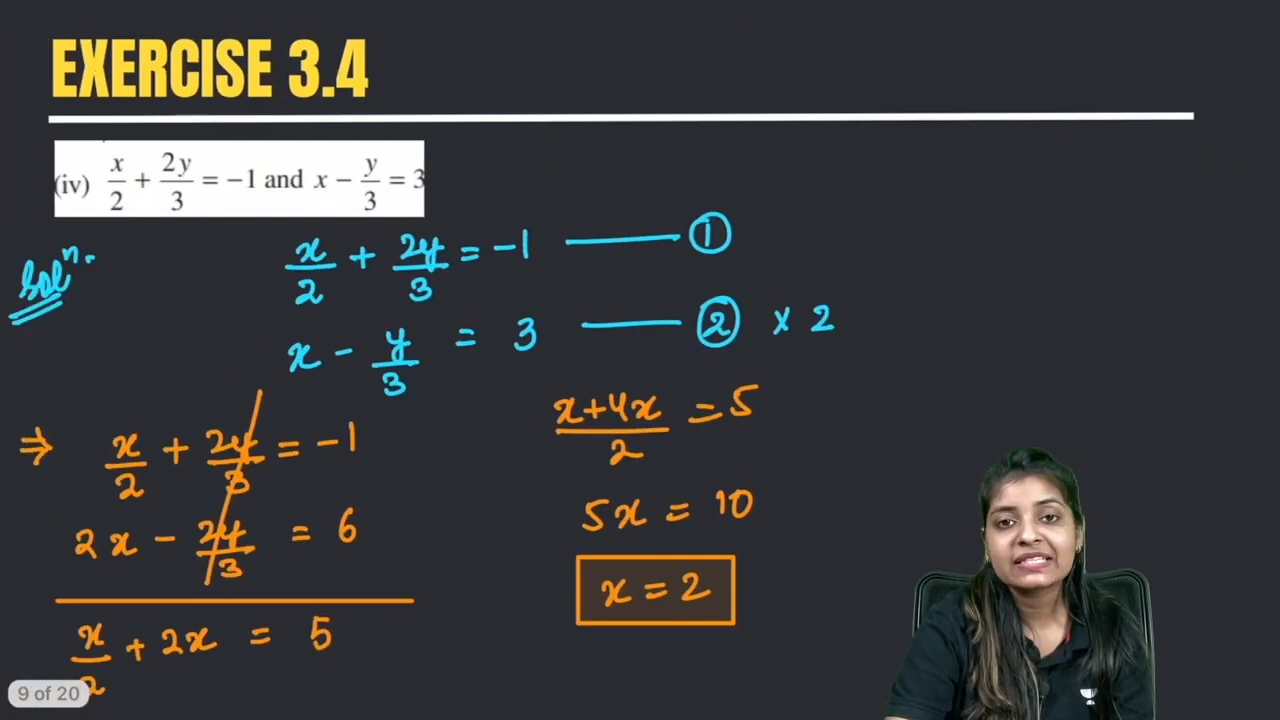 EXERCISE 3.4
(iv) x/2 + 2y/3 = −1 and x − y/3 = 3
Solⁿ.
x/2 + 2y/3 = −1 —— ①
x − y/3 = 3 —— ② × 2
⇒ x/2 + 2y/3 = −1
2x − 2y/3 = 6
x/2 + 2x = 5
x+4x/2 = 5
5x = 10
x = 2
9 of 20